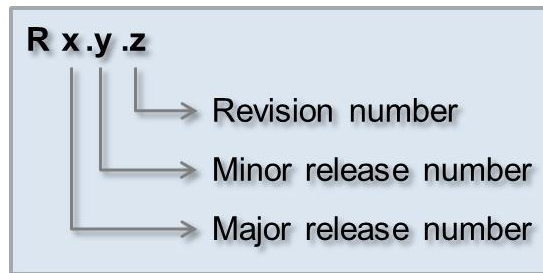 R x .y .z
Revision number
Minor release number
Major release number